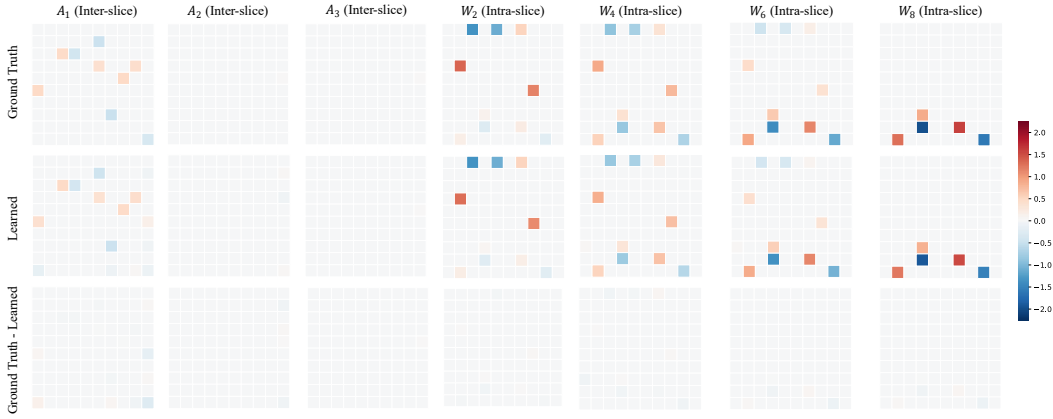 A₁ (Inter-slice) A₂ (Inter-slice) A₃ (Inter-slice) W₂ (Intra-slice) W₄ (Intra-slice) W₆ (Intra-slice) W₈ (Intra-slice)
Ground Truth
Learned
Ground Truth - Learned
2.0
1.5
1.0
0.5
0.0
−0.5
−1.0
−1.5
−2.0